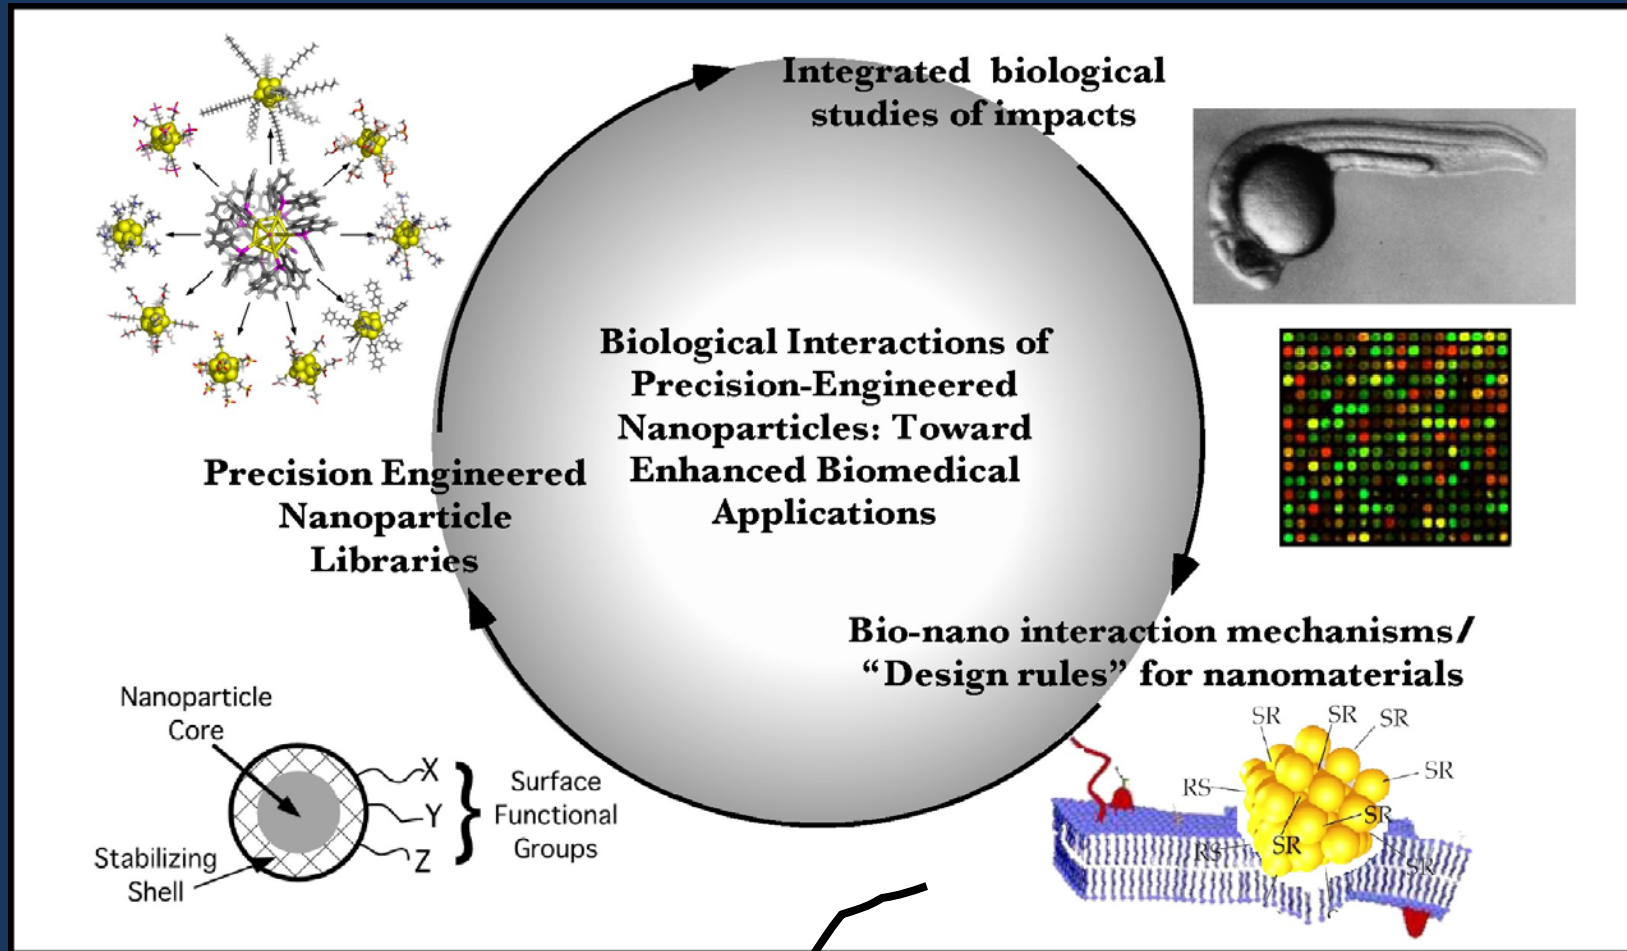 Integrated biological
studies of impacts
Biological Interactions of
Precision-Engineered
Nanoparticles: Toward
Enhanced Biomedical
Applications
Precision Engineered
Nanoparticle
Libraries
Bio-nano interaction mechanisms/
“Design rules” for nanomaterials
Nanoparticle
Core
Stabilizing
Shell
X
Y
Z
Surface
Functional
Groups
SR
SR
SR
SR
RS
SR
SR
RS
SR